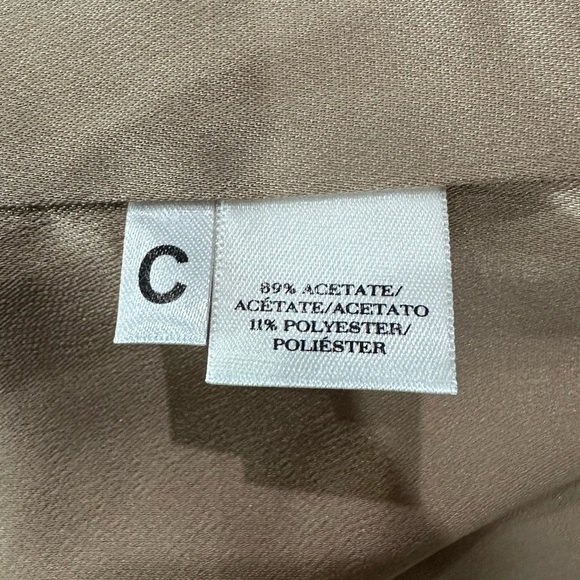 C
89% ACETATE/
ACÉTATE/ACETATO
11% POLYESTER/
POLIÉSTER